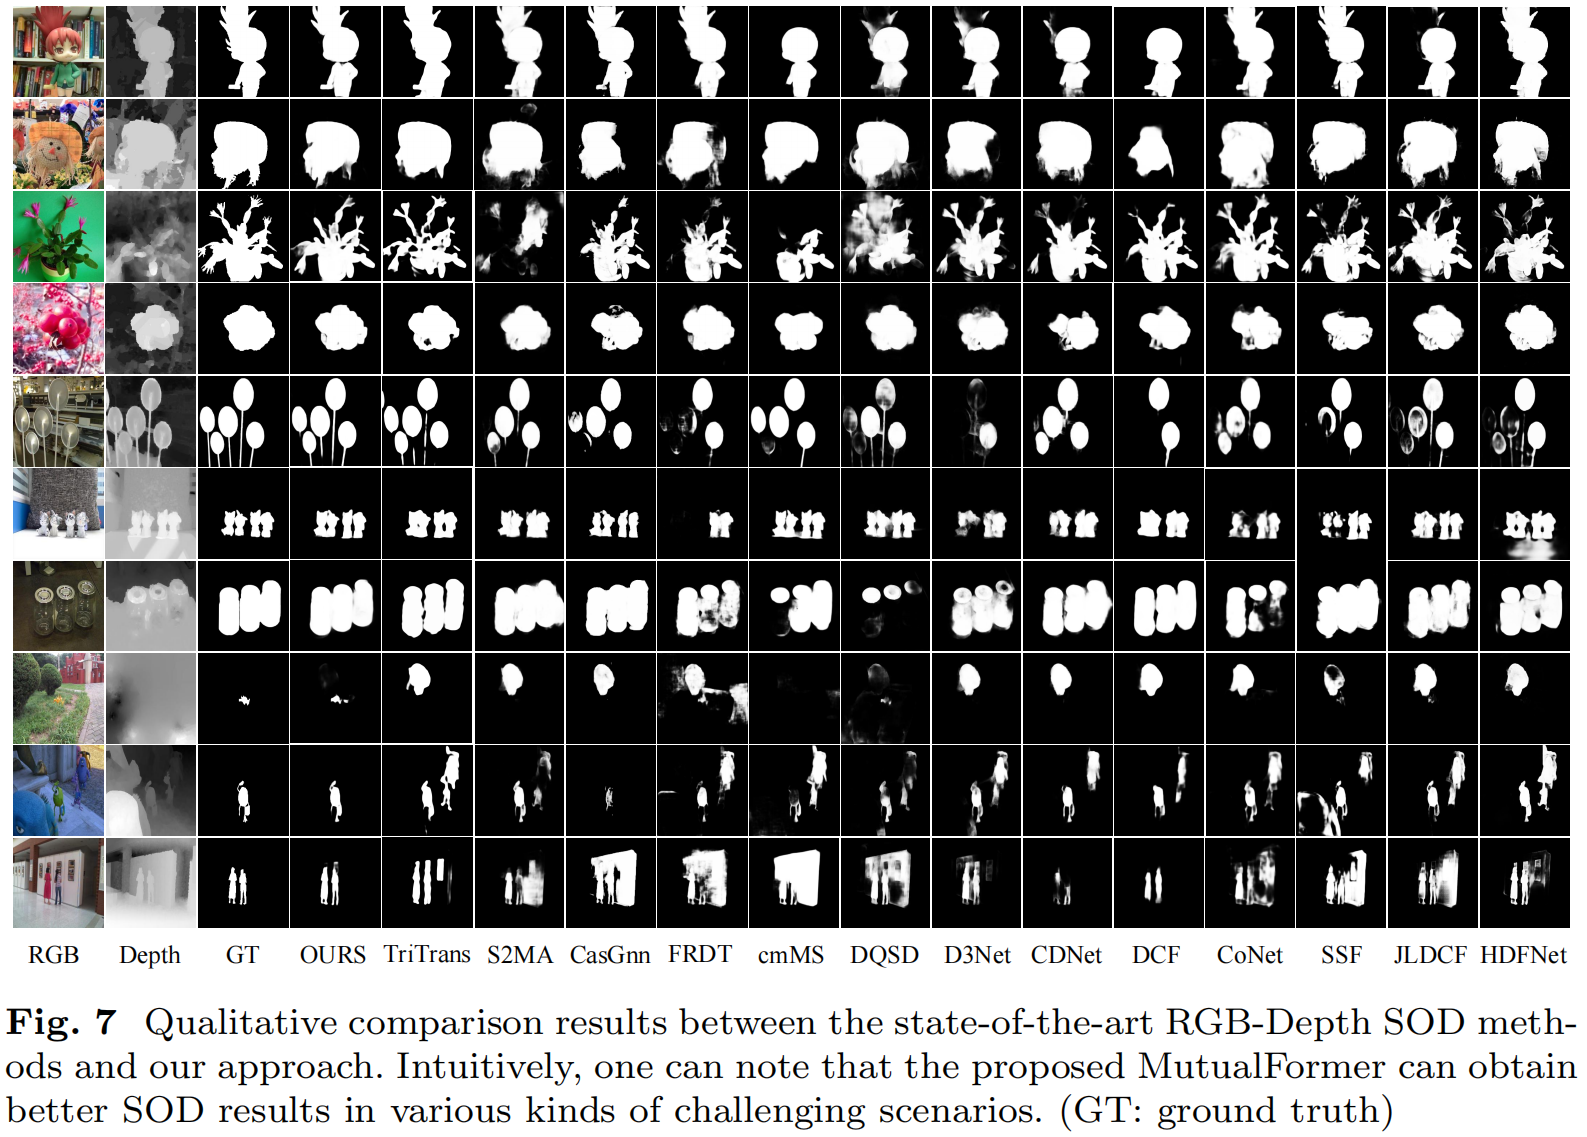 RGB Depth GT OURS TriTrans S2MA CasGnn FRDT cmMS DQSD D3Net CDNet DCF CoNet SSF JLDCF HDFNet
Fig. 7 Qualitative comparison results between the state-of-the-art RGB-Depth SOD meth-
ods and our approach. Intuitively, one can note that the proposed MutualFormer can obtain
better SOD results in various kinds of challenging scenarios. (GT: ground truth)